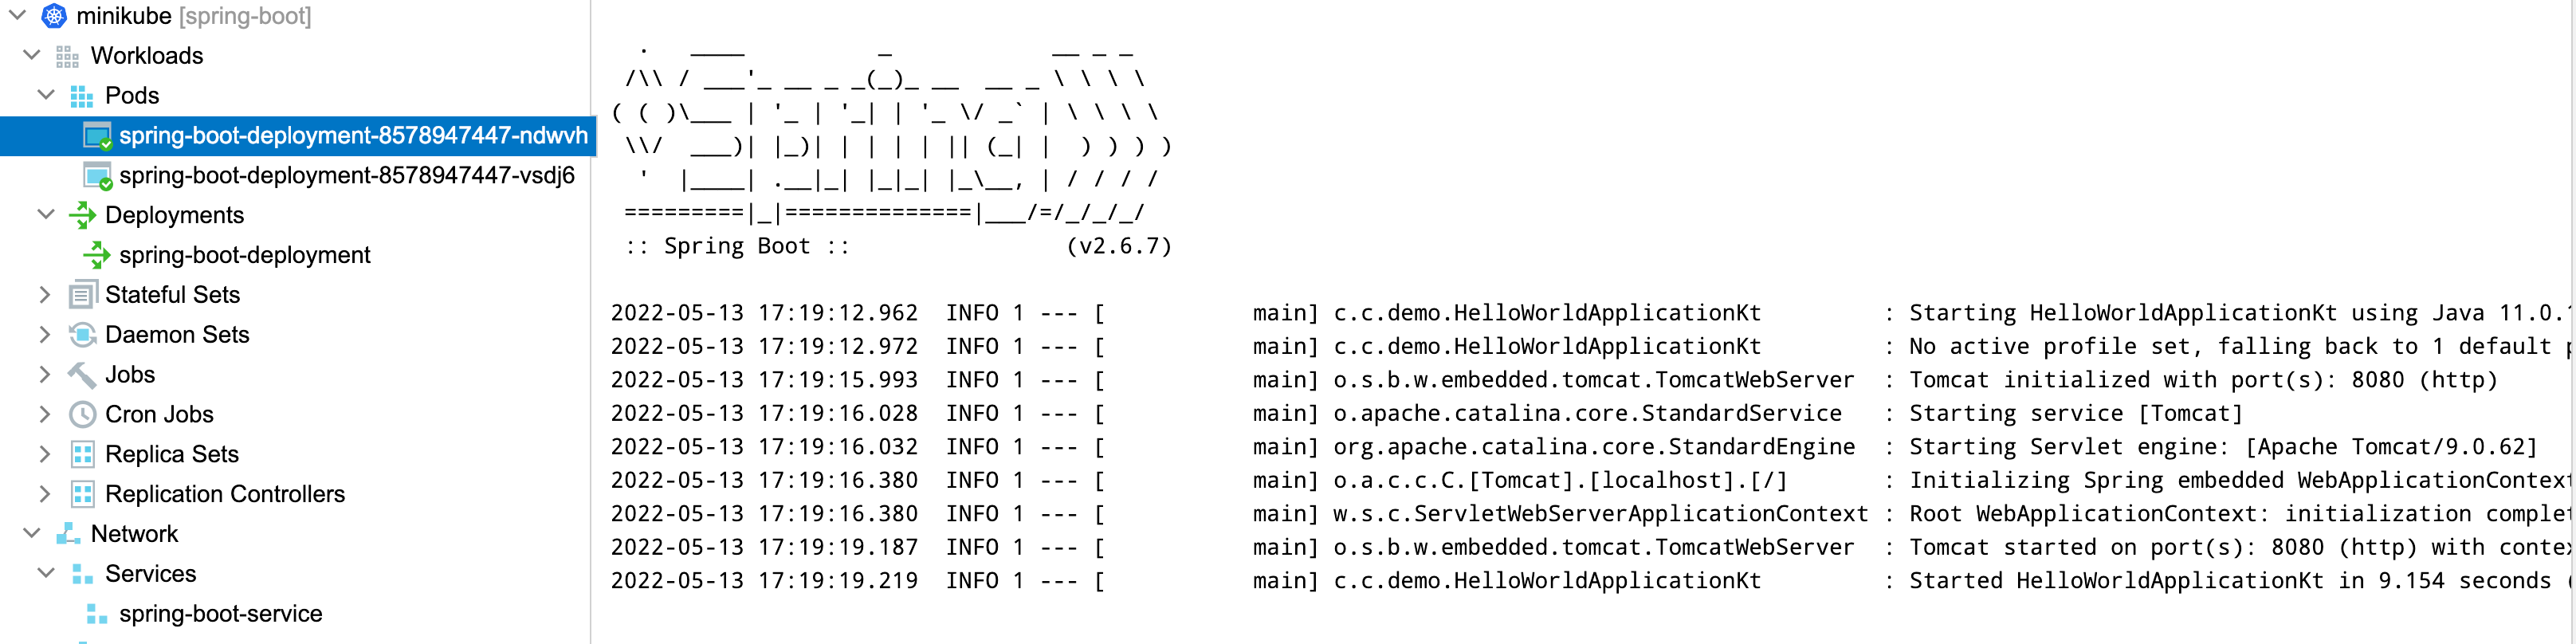 minikube [spring-boot]
Workloads
Pods
spring-boot-deployment-8578947447-ndwvh
spring-boot-deployment-8578947447-vsdj6
Deployments
spring-boot-deployment
Stateful Sets
Daemon Sets
Jobs
Cron Jobs
Replica Sets
Replication Controllers
Network
Services
spring-boot-service
  .   ____          _            __ _ _
 /\\ / ___'_ __ _ _(_)_ __  __ _ \ \ \ \
( ( )\___ | '_ | '_| | '_ \/ _` | \ \ \ \
 \\/  ___)| |_)| | | | | || (_| |  ) ) ) )
  '  |____| .__|_| |_|_| |_\__, | / / / /
 =========|_|==============|___/=/_/_/_/
 :: Spring Boot ::                (v2.6.7)
2022-05-13 17:19:12.962  INFO 1 --- [           main] c.c.demo.HelloWorldApplicationKt         : Starting HelloWorldApplicationKt using Java 11.0.
2022-05-13 17:19:12.972  INFO 1 --- [           main] c.c.demo.HelloWorldApplicationKt         : No active profile set, falling back to 1 default
2022-05-13 17:19:15.993  INFO 1 --- [           main] o.s.b.w.embedded.tomcat.TomcatWebServer  : Tomcat initialized with port(s): 8080 (http)
2022-05-13 17:19:16.028  INFO 1 --- [           main] o.apache.catalina.core.StandardService   : Starting service [Tomcat]
2022-05-13 17:19:16.032  INFO 1 --- [           main] org.apache.catalina.core.StandardEngine  : Starting Servlet engine: [Apache Tomcat/9.0.62]
2022-05-13 17:19:16.380  INFO 1 --- [           main] o.a.c.c.C.[Tomcat].[localhost].[/]       : Initializing Spring embedded WebApplicationContext
2022-05-13 17:19:16.380  INFO 1 --- [           main] w.s.c.ServletWebServerApplicationContext : Root WebApplicationContext: initialization comple
2022-05-13 17:19:19.187  INFO 1 --- [           main] o.s.b.w.embedded.tomcat.TomcatWebServer  : Tomcat started on port(s): 8080 (http) with conte
2022-05-13 17:19:19.219  INFO 1 --- [           main] c.c.demo.HelloWorldApplicationKt         : Started HelloWorldApplicationKt in 9.154 seconds